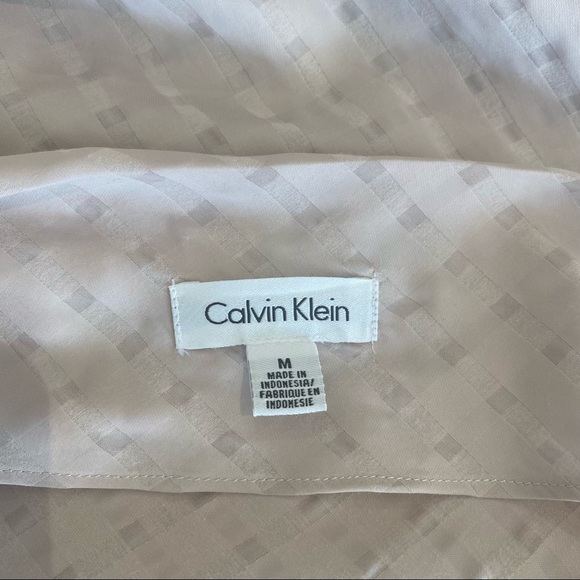 Calvin Klein
M
MADE IN
INDONESIA/
FABRIQUE EN
INDONESIE